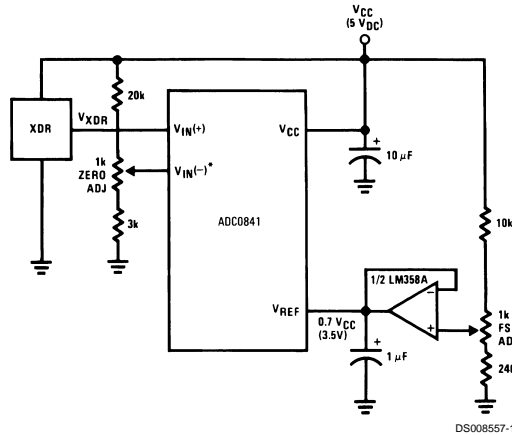 VCC
(5 VDC)
20k
XDR
VXDR
VIN(+)
VCC
+
10 μF
1k
ZERO
ADJ
VIN(−)*
3k
ADC0841
10k
1/2 LM358A
−
+
VREF
0.7 VCC
(3.5V)
+
1 μF
1k
FS
AD
24
DS008557-1